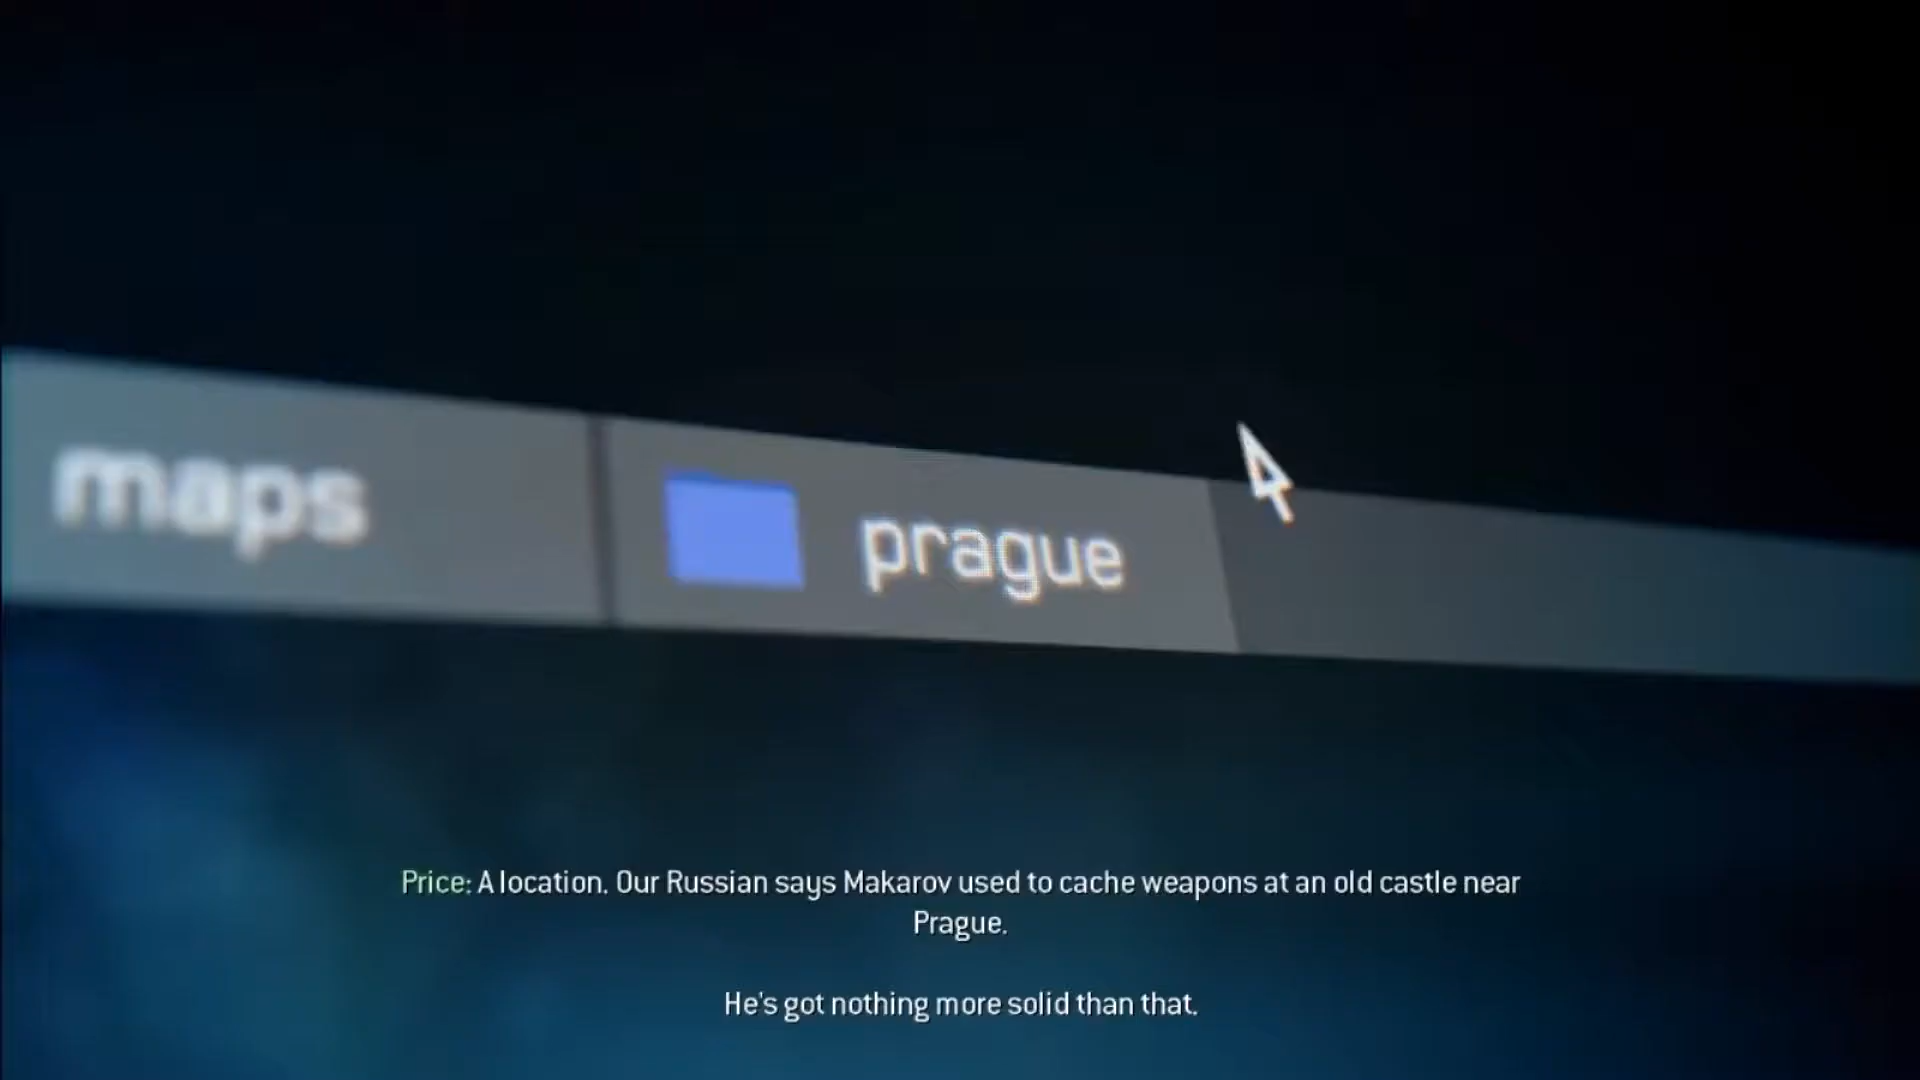 maps
prague
Price: A location. Our Russian says Makarov used to cache weapons at an old castle near
Prague.
He's got nothing more solid than that.